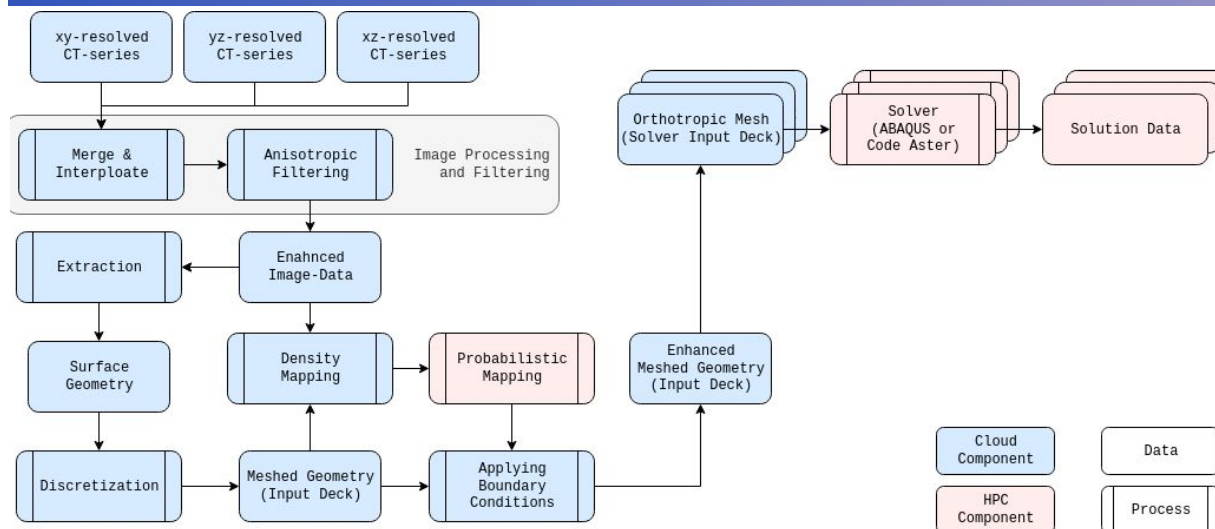 xy-resolved
CT-series
yz-resolved
CT-series
xz-resolved
CT-series
Merge &
Interploate
Anisotropic
Filtering
Image Processing
and Filtering
Orthotropic Mesh
(Solver Input Deck)
Solver
(ABAQUS or
Code Aster)
Solution Data
Extraction
Enahnced
Image-Data
Surface
Geometry
Density
Mapping
Probabilistic
Mapping
Enhanced
Meshed Geometry
(Input Deck)
Discretization
Meshed Geometry
(Input Deck)
Applying
Boundary
Conditions
Cloud
Component
Data
HPC
Component
Process